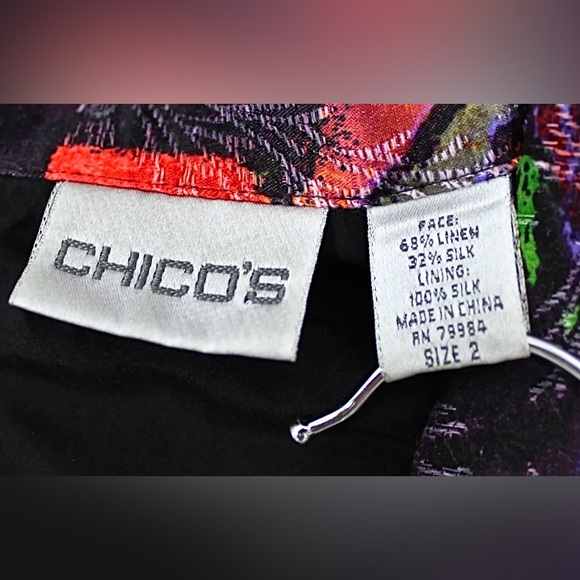 CHICO'S
FACE:
68% LINEN
32% SILK
LINING:
100% SILK
MADE IN CHINA
RN 79984
SIZE 2